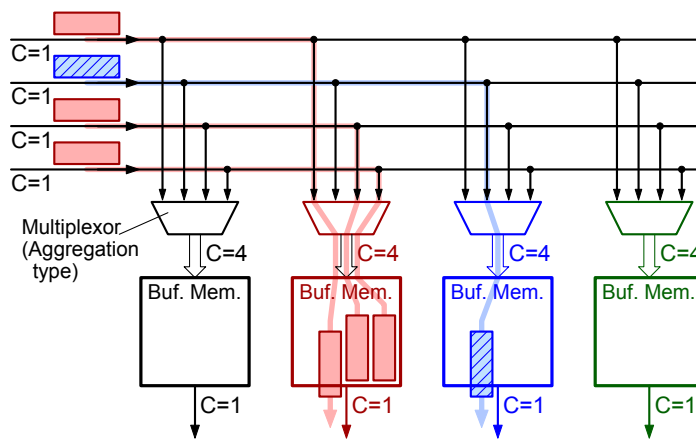 C=1
C=1
C=1
C=1
Multiplexor
(Aggregation
type)
C=4
C=4
C=4
C=4
Buf. Mem.
Buf. Mem.
Buf. Mem.
Buf. Mem.
C=1
C=1
C=1
C=1